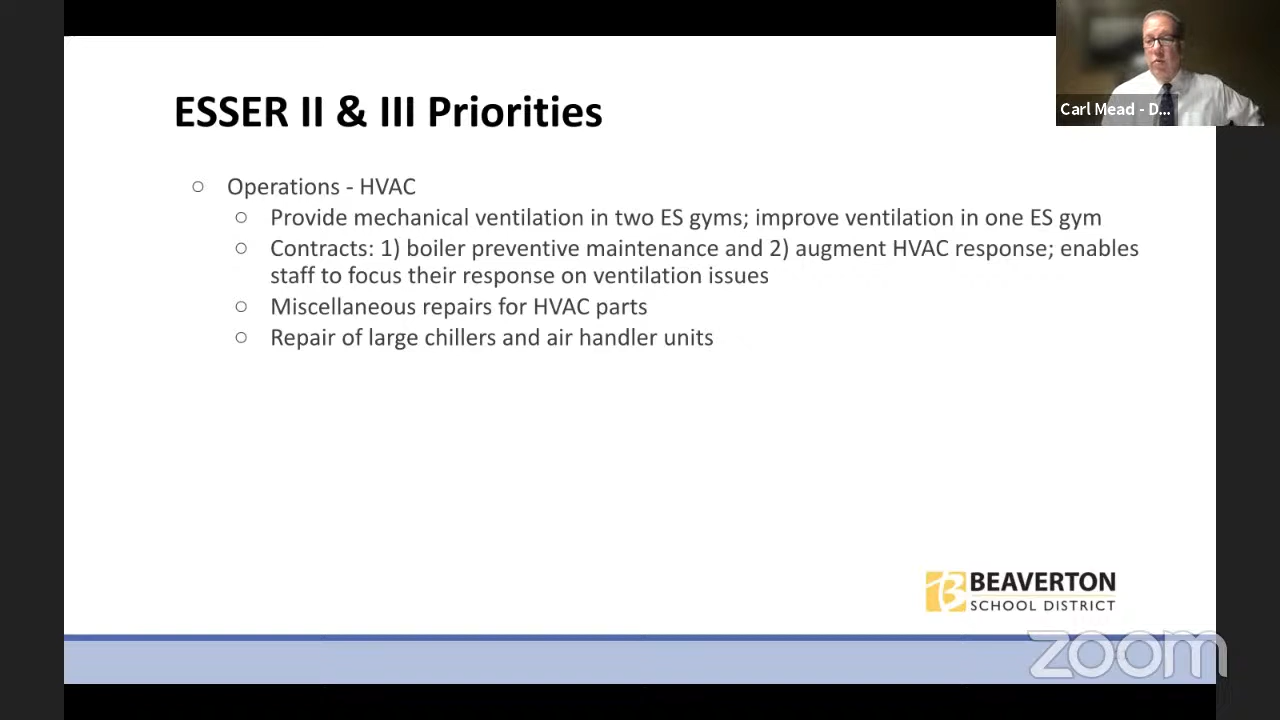 ESSER II & III Priorities
Carl Mead - D...
Operations - HVAC
Provide mechanical ventilation in two ES gyms; improve ventilation in one ES gym
Contracts: 1) boiler preventive maintenance and 2) augment HVAC response; enables
staff to focus their response on ventilation issues
Miscellaneous repairs for HVAC parts
Repair of large chillers and air handler units
BEAVERTON
SCHOOL DISTRICT
zoom